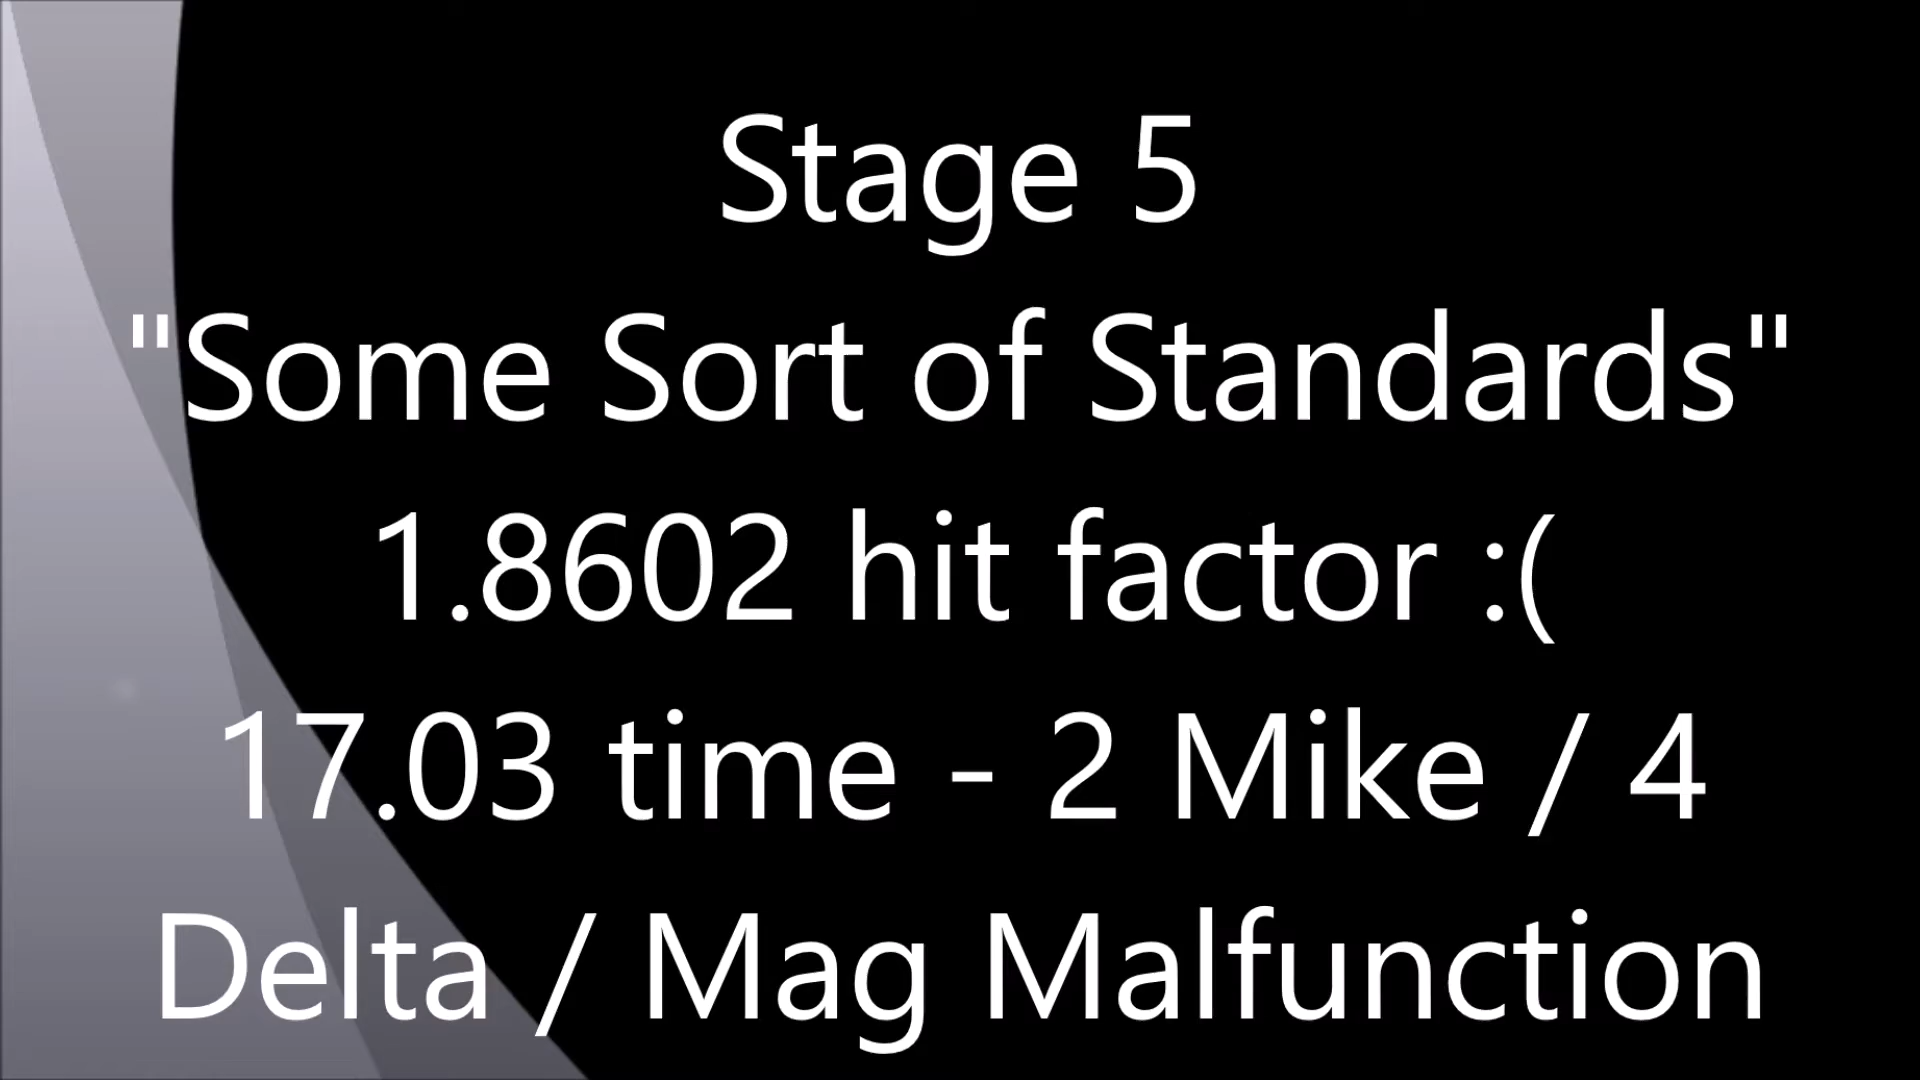 Stage 5
"Some Sort of Standards"
1.8602 hit factor :(
17.03 time - 2 Mike / 4
Delta / Mag Malfunction